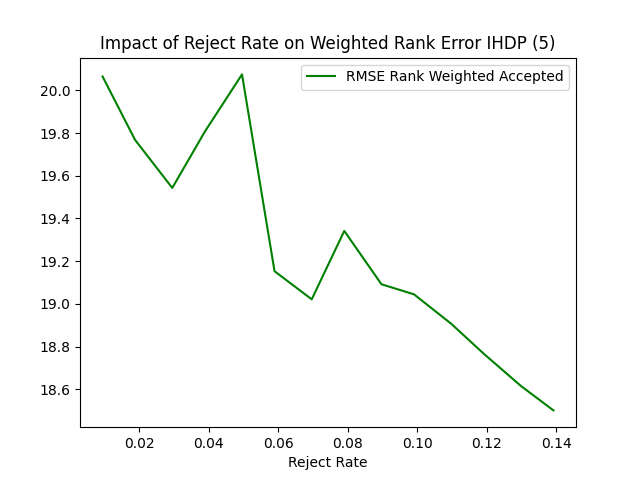 Impact of Reject Rate on Weighted Rank Error IHDP (5)
RMSE Rank Weighted Accepted
20.0
19.8
19.6
19.4
19.2
19.0
18.8
18.6
0.02 0.04 0.06 0.08 0.10 0.12 0.14
Reject Rate